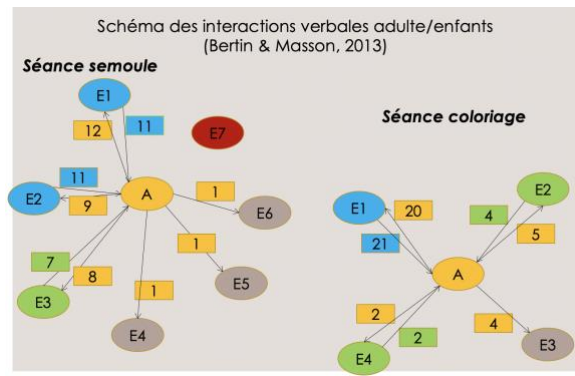 Schéma des interactions verbales adulte/enfants
(Bertin & Masson, 2013)
Séance semoule
E1
12
11
E7
11
E2
9
A
1
E6
7
8
1
E3
1
E5
E4
Séance coloriage
E2
E1
20
4
21
5
A
2
4
2
E4
E3